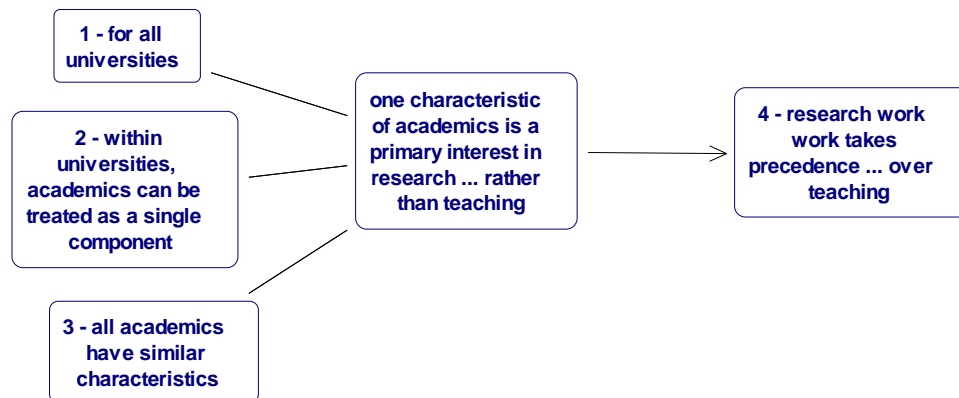 1 - for all
universities
2 - within
universities,
academics can be
treated as a single
component
3 - all academics
have similar
characteristics
one characteristic
of academics is a
primary interest in
research ... rather
than teaching
4 - research work
work takes
precedence ... over
teaching